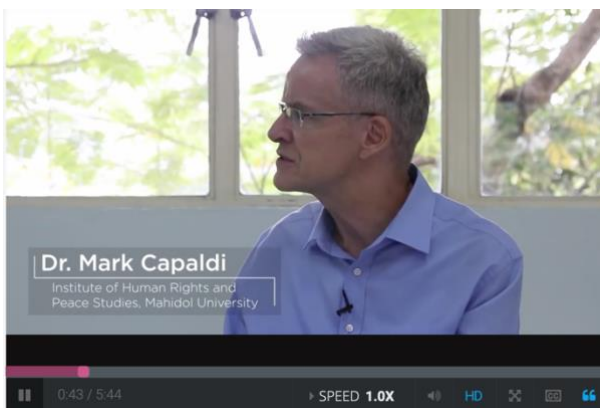 Dr. Mark Capaldi
Institute of Human Rights and
Peace Studies, Mahidol University
0:43 / 5:44
SPEED 1.0X
HD
CC